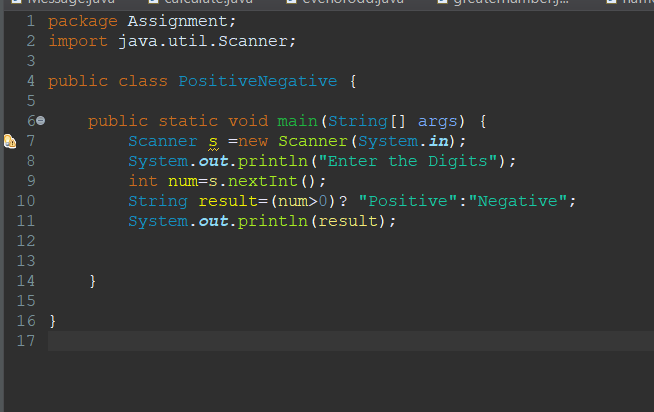 Message.java calculate.java evenorodd.java greaternumber.j...
1 package Assignment;
2 import java.util.Scanner;
3
4 public class PositiveNegative {
5
6 public static void main(String[] args) {
7 Scanner s =new Scanner(System.in);
8 System.out.println("Enter the Digits");
9 int num=s.nextInt();
10 String result=(num>0)? "Positive":"Negative";
11 System.out.println(result);
12
13
14 }
15
16 }
17